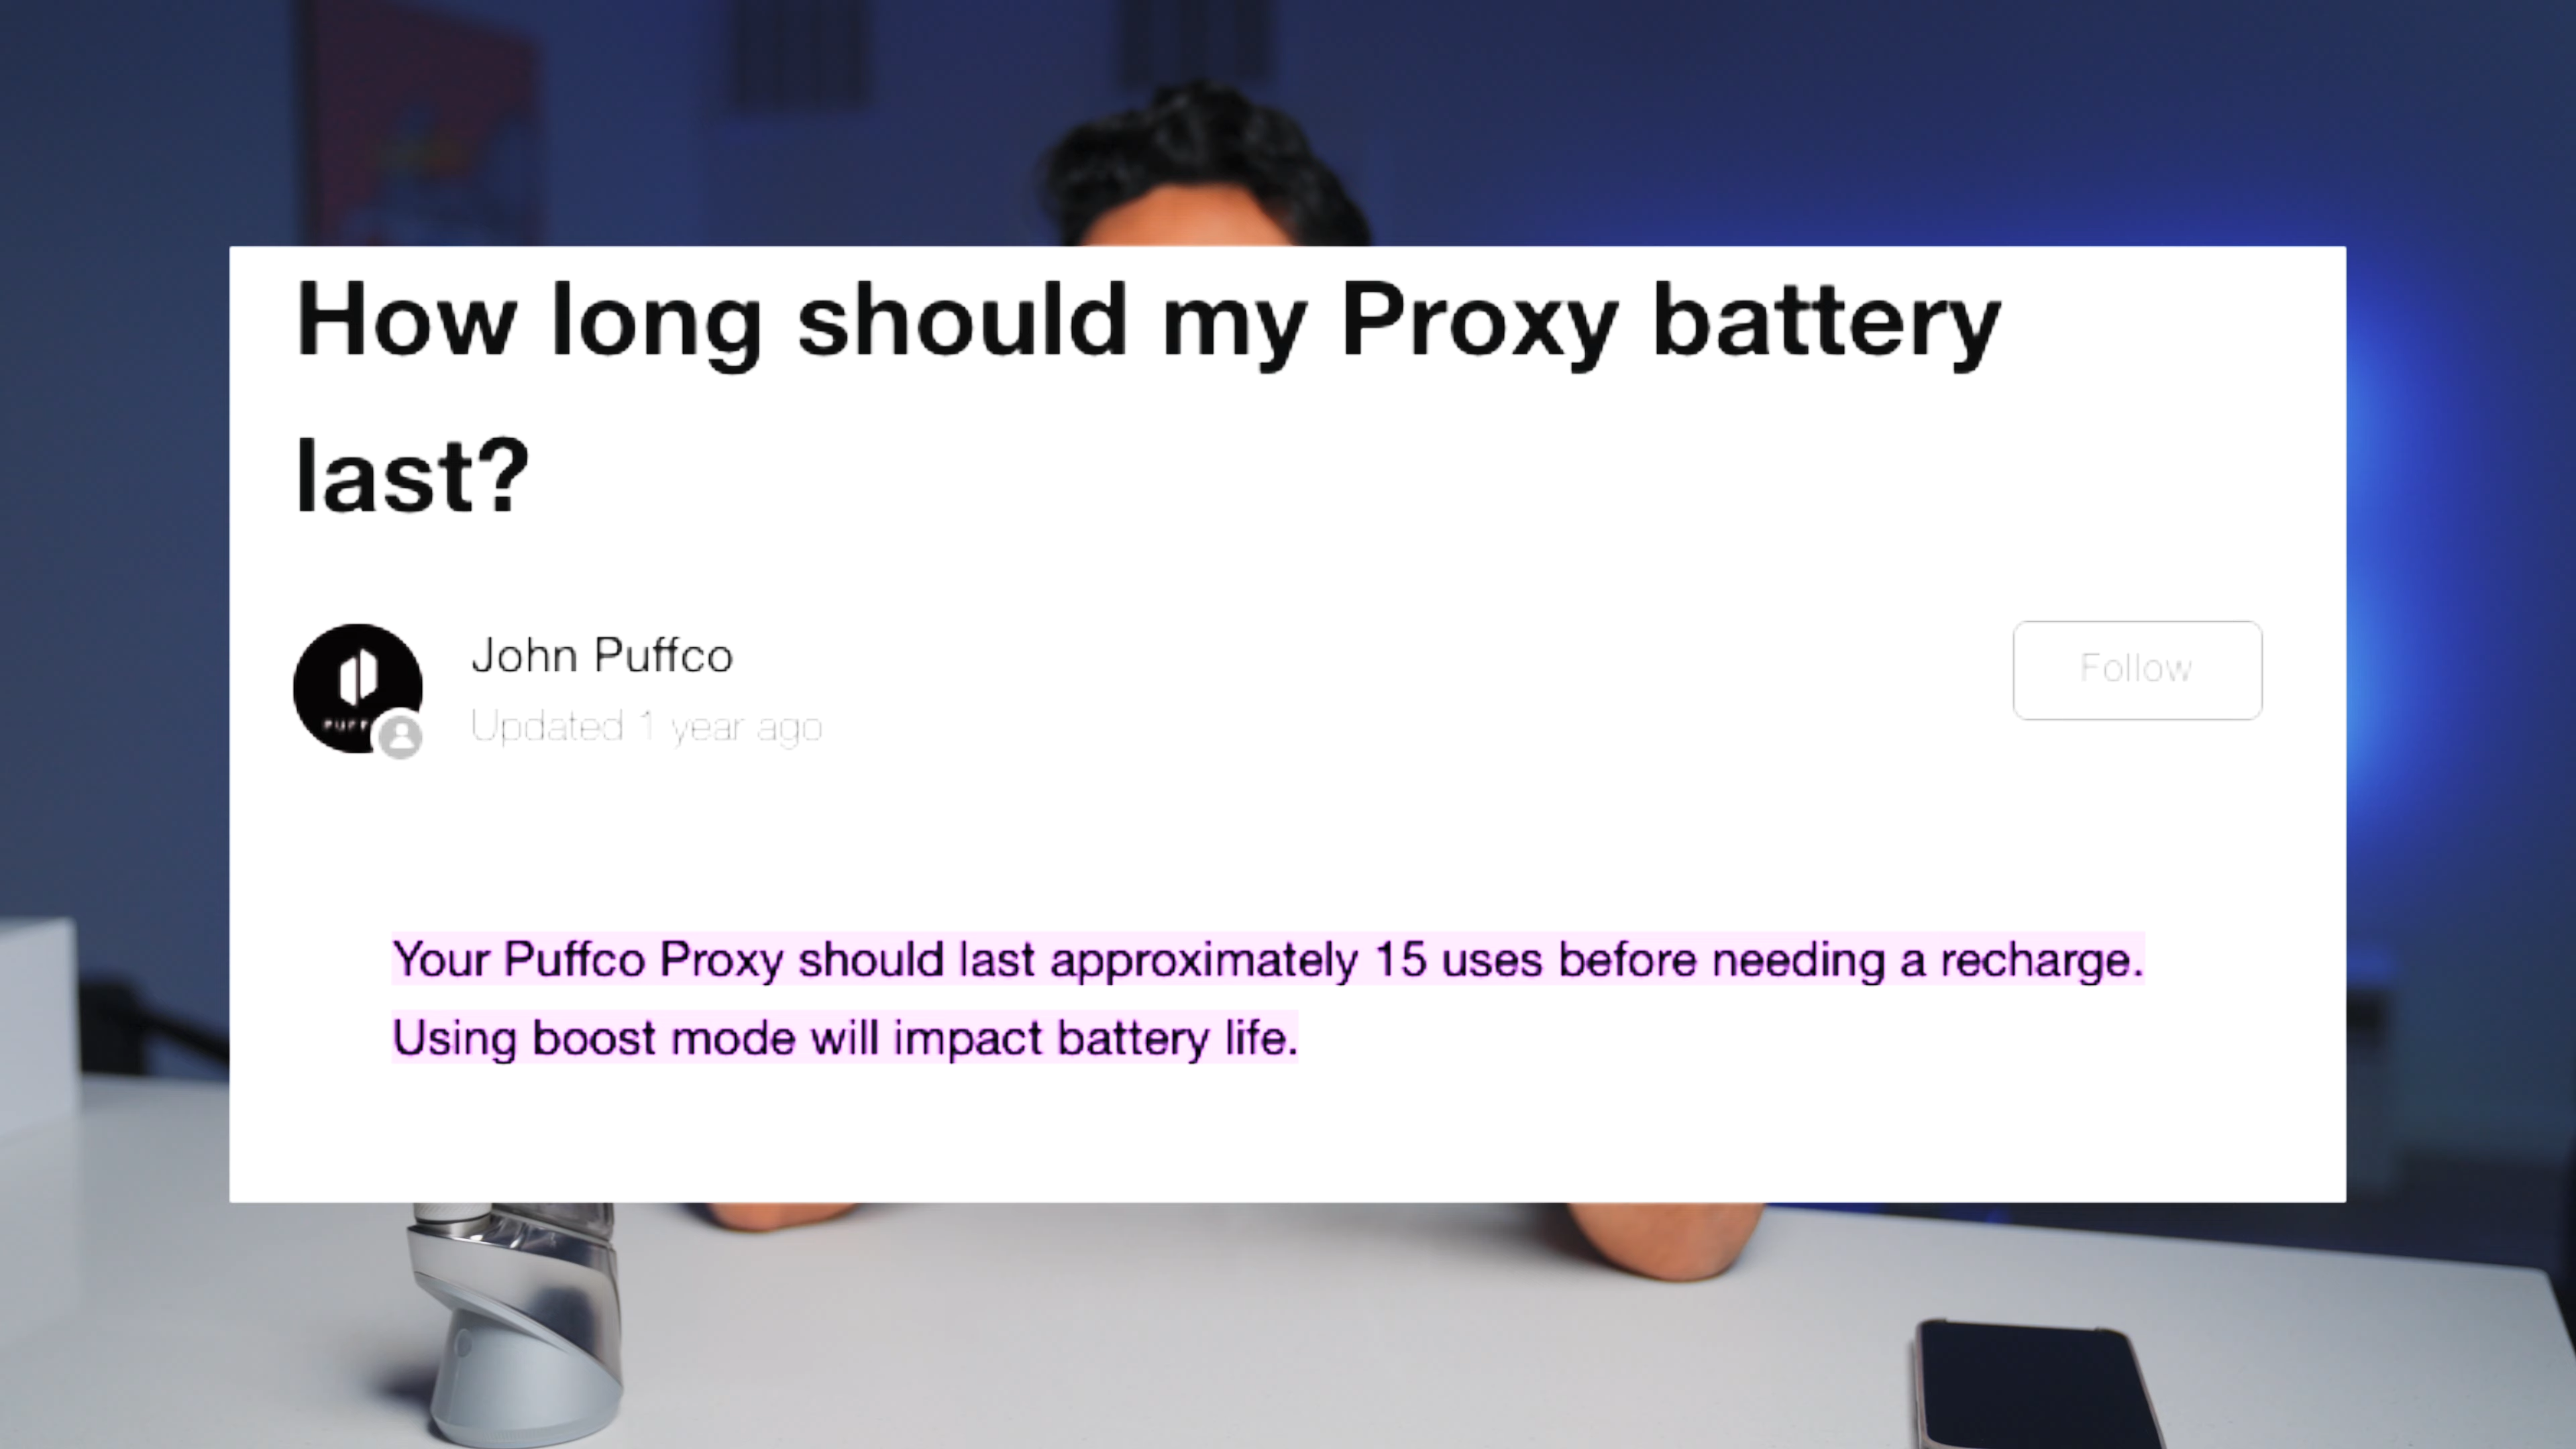 How long should my Proxy battery
last?
John Puffco
Follow
Updated 1 year ago
Your Puffco Proxy should last approximately 15 uses before needing a recharge.
Using boost mode will impact battery life.